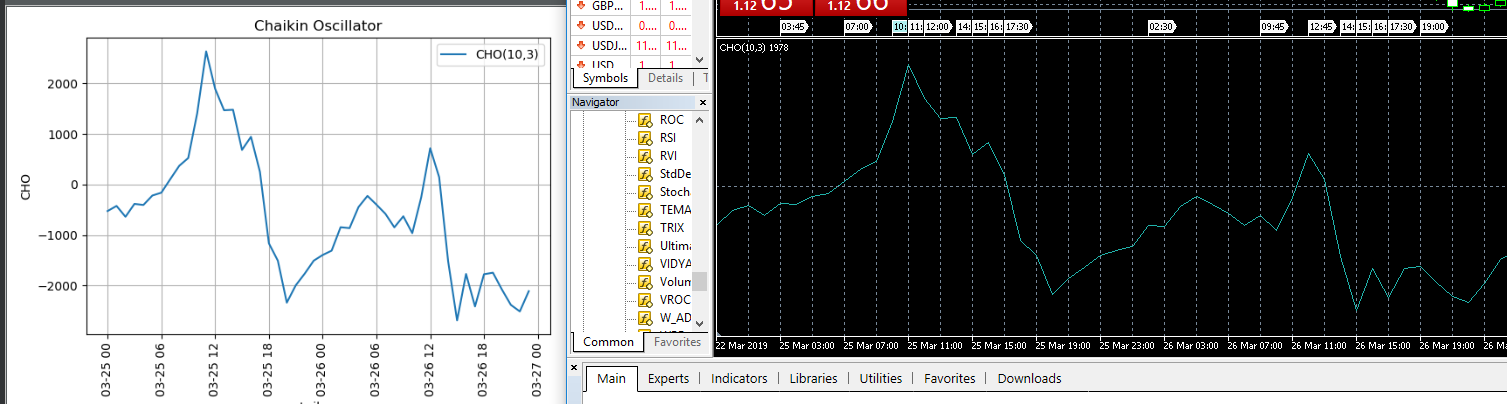 Chaikin Oscillator
CHO(10,3)
2000
1000
0
−1000
−2000
CHO
03-25 00
03-25 06
03-25 12
03-25 18
03-26 00
03-26 06
03-26 12
03-26 18
03-27 00
GBP... 1.... 1....
USD... 0.... 0....
USDJ... 11... 11...
USD
Symbols Details
Navigator
ROC
RSI
RVI
StdDe
Stoch
TEMA
TRIX
Ultima
VIDYA
Volum
VROC
W_AD
Common Favorites
1.12 65 1.12 66
03:45 07:00 10: 11: 12:00 14: 15: 16: 17:30 02:30 09:45 12:45 14: 15: 16: 17:30 19:00
CHO(10,3) 1978
22 Mar 2019 25 Mar 03:00 25 Mar 07:00 25 Mar 11:00 25 Mar 15:00 25 Mar 19:00 25 Mar 23:00 26 Mar 03:00 26 Mar 07:00 26 Mar 11:00 26 Mar 15:00 26 Mar 19:00 26 Mar
Main Experts Indicators Libraries Utilities Favorites Downloads